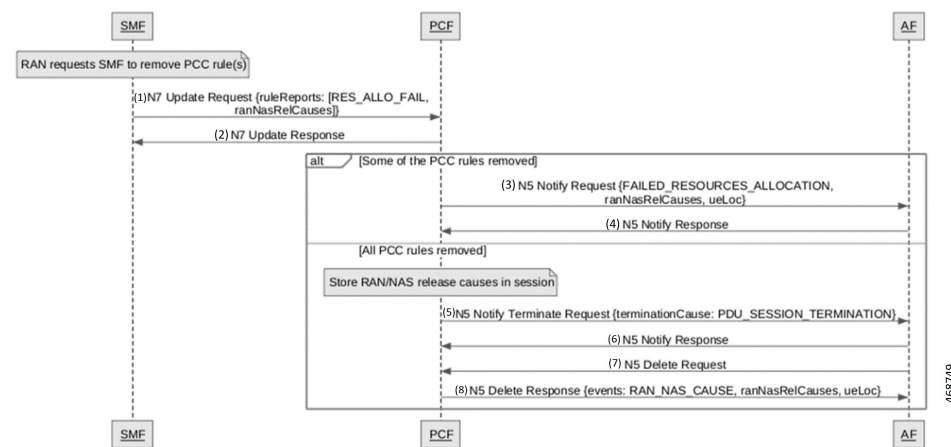 SMF PCF AF
RAN requests SMF to remove PCC rule(s)
(1)N7 Update Request {ruleReports: [RES_ALLO_FAIL,
ranNasRelCauses]}
(2) N7 Update Response
alt [Some of the PCC rules removed]
(3) N5 Notify Request {FAILED_RESOURCES_ALLOCATION,
ranNasRelCauses, ueLoc}
(4) N5 Notify Response
[All PCC rules removed]
Store RAN/NAS release causes in session
(5)N5 Notify Terminate Request {terminationCause: PDU_SESSION_TERMINATION}
(6) N5 Notify Response
(7) N5 Delete Request
(8) N5 Delete Response {events: RAN_NAS_CAUSE, ranNasRelCauses, ueLoc}
468749
SMF PCF AF